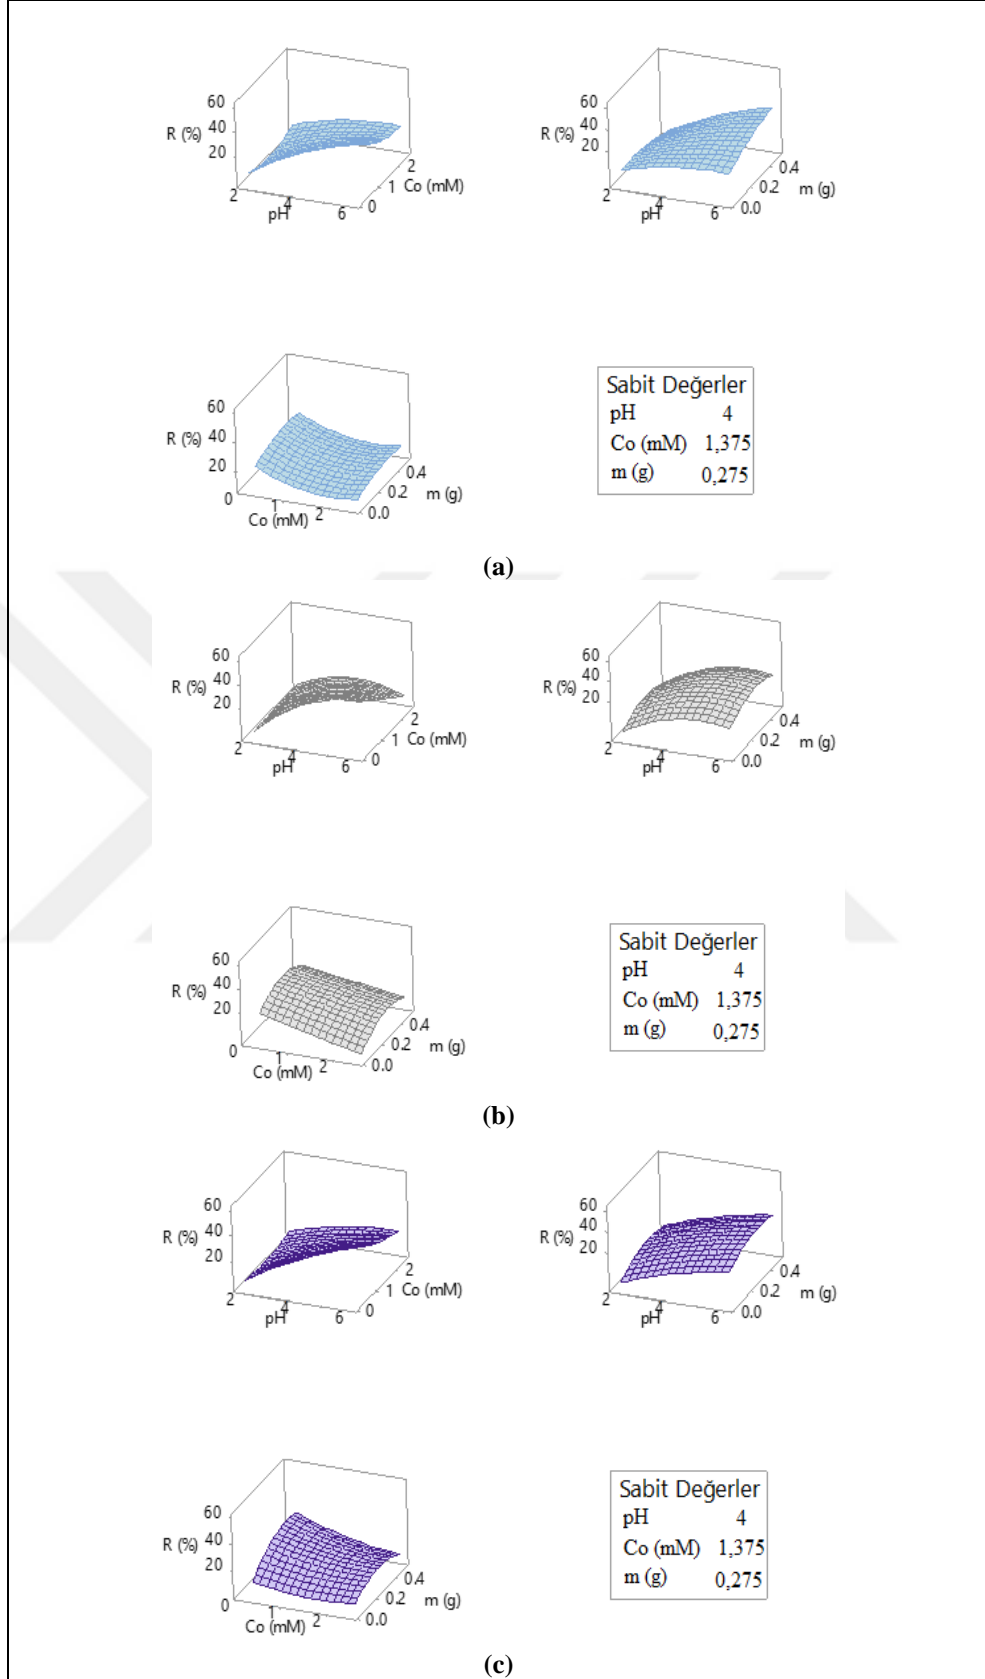 60
40
R (%)
20
2
4
pH
6
0
1
Co (mM)
2
60
40
R (%)
20
2
4
pH
6
0.0
0.2
m (g)
0.4
60
40
R (%)
20
0
1
Co (mM)
2
0.0
0.2
m (g)
0.4
Sabit Değerler
pH 4
Co (mM) 1,375
m (g) 0,275
(a)
60
40
R (%)
20
2
4
pH
6
0
1
Co (mM)
2
60
40
R (%)
20
2
4
pH
6
0.0
0.2
m (g)
0.4
60
40
R (%)
20
0
1
Co (mM)
2
0.0
0.2
m (g)
0.4
Sabit Değerler
pH 4
Co (mM) 1,375
m (g) 0,275
(b)
60
40
R (%)
20
2
4
pH
6
0
1
Co (mM)
2
60
40
R (%)
20
2
4
pH
6
0.0
0.2
m (g)
0.4
60
40
R (%)
20
0
1
Co (mM)
2
0.0
0.2
m (g)
0.4
Sabit Değerler
pH 4
Co (mM) 1,375
m (g) 0,275
(c)